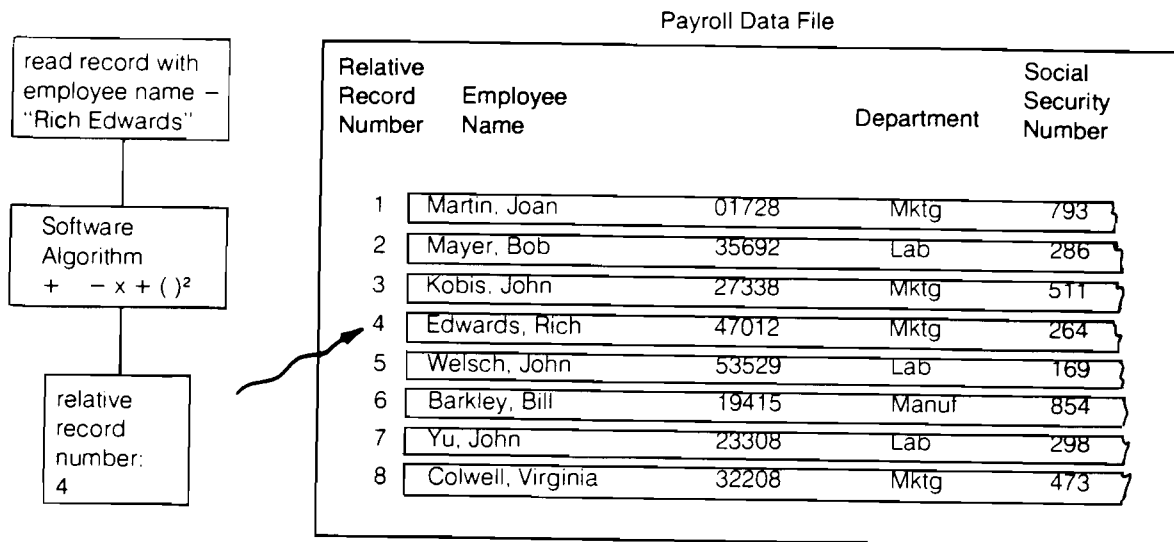 Payroll Data File
read record with
employee name –
"Rich Edwards"
Software
Algorithm
+ – x + ( )²
relative
record
number:
4
Relative
Record
Number
Employee
Name
Department
Social
Security
Number
1 Martin, Joan 01728 Mktg 793
2 Mayer, Bob 35692 Lab 286
3 Kobis, John 27338 Mktg 511
4 Edwards, Rich 47012 Mktg 264
5 Welsch, John 53529 Lab 169
6 Barkley, Bill 19415 Manuf 854
7 Yu, John 23308 Lab 298
8 Colwell, Virginia 32208 Mktg 473